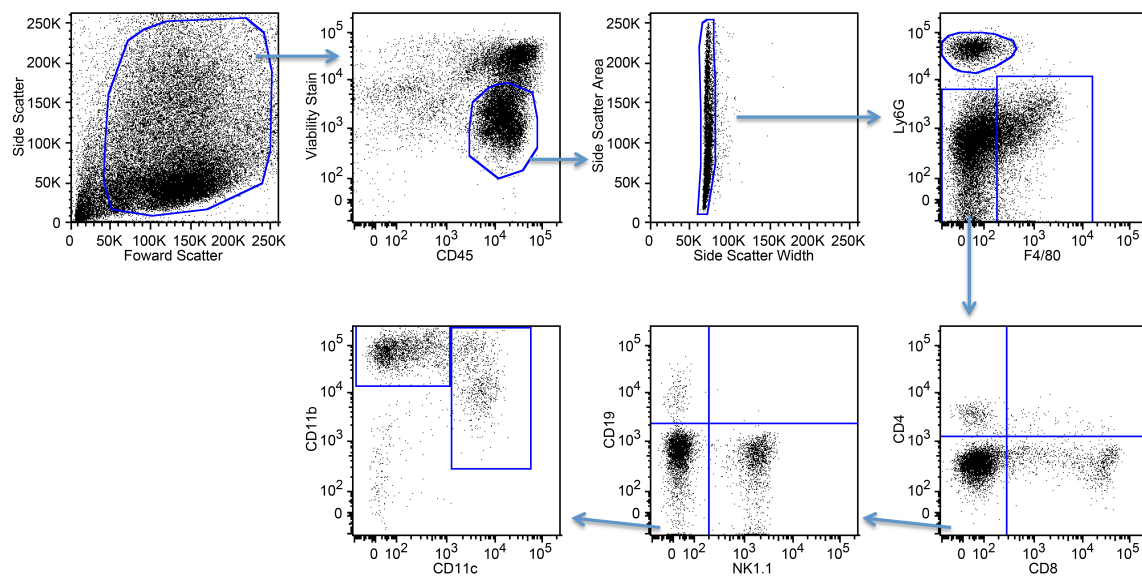 250K
200K
150K
100K
50K
0
Side Scatter
0 50K 100K 150K 200K 250K
Foward Scatter
10^5
10^4
10^3
10^2
0
Viability Stain
0 10^2 10^3 10^4 10^5
CD45
250K
200K
150K
100K
50K
0
Side Scatter Area
0 50K 100K 150K 200K 250K
Side Scatter Width
10^5
10^4
10^3
10^2
0
Ly6G
0 10^2 10^3 10^4 10^5
F4/80
10^5
10^4
10^3
10^2
0
CD11b
0 10^2 10^3 10^4 10^5
CD11c
10^5
10^4
10^3
10^2
0
CD19
0 10^2 10^3 10^4 10^5
NK1.1
10^5
10^4
10^3
10^2
0
CD4
0 10^2 10^3 10^4 10^5
CD8